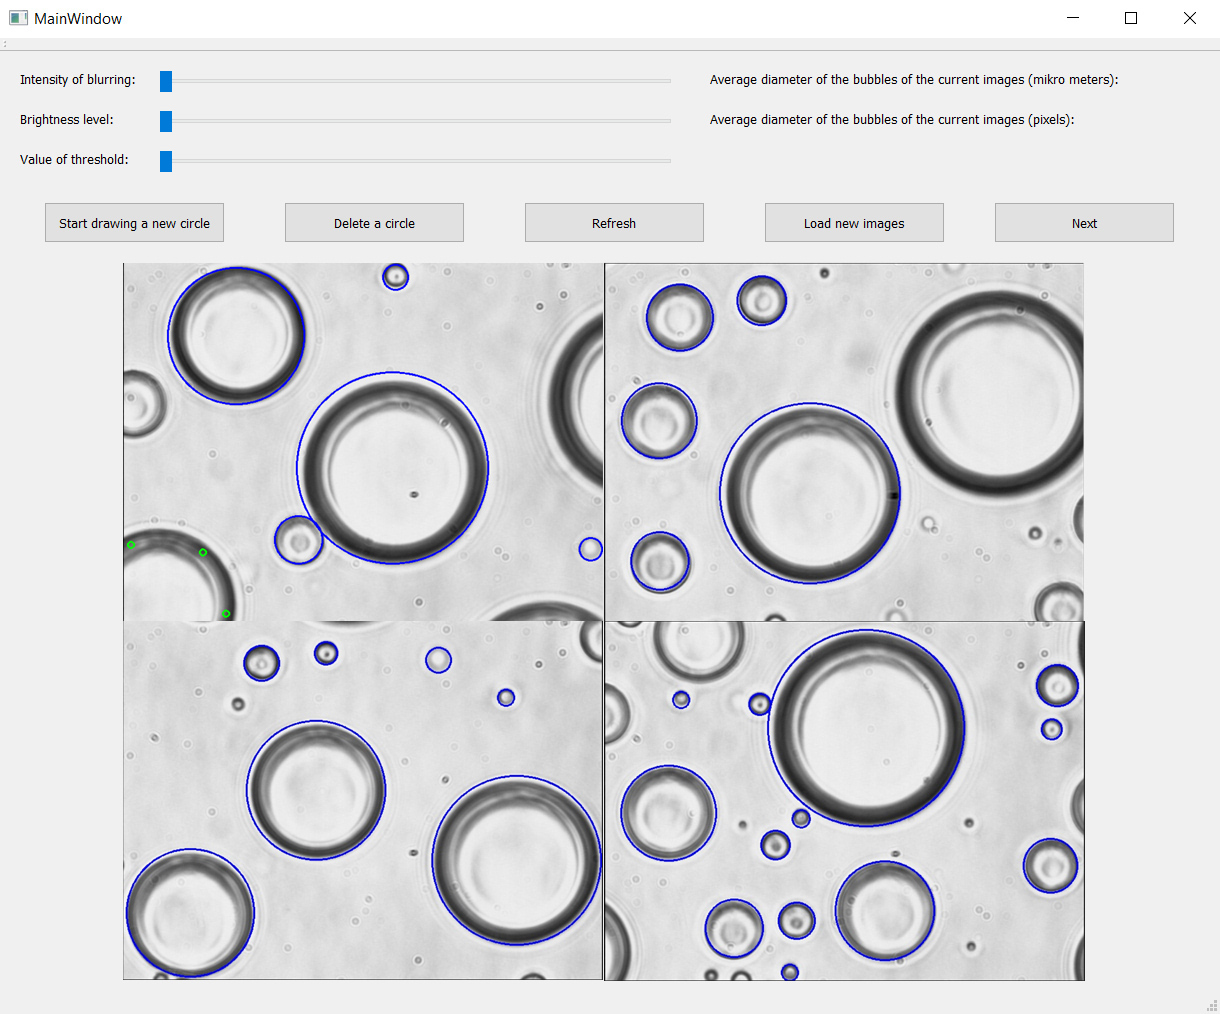 MainWindow
Intensity of blurring:
Average diameter of the bubbles of the current images (mikro meters):
Brightness level:
Average diameter of the bubbles of the current images (pixels):
Value of threshold:
Start drawing a new circle
Delete a circle
Refresh
Load new images
Next